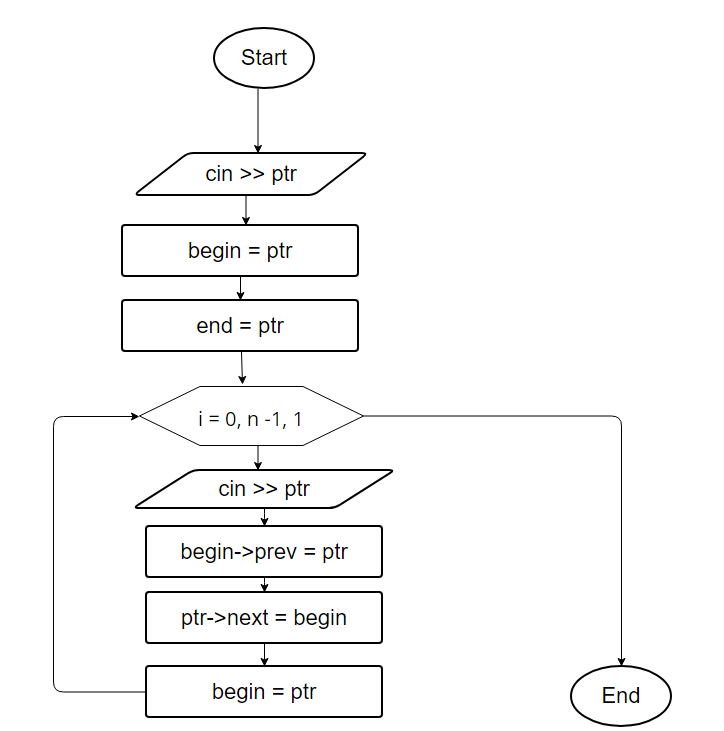 Start
cin >> ptr
begin = ptr
end = ptr
i = 0, n -1, 1
cin >> ptr
begin->prev = ptr
ptr->next = begin
begin = ptr
End